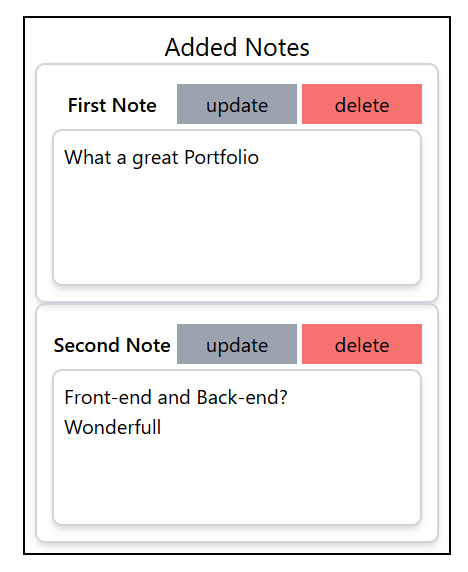 Added Notes
First Note update delete
What a great Portfolio
Second Note update delete
Front-end and Back-end?
Wonderfull